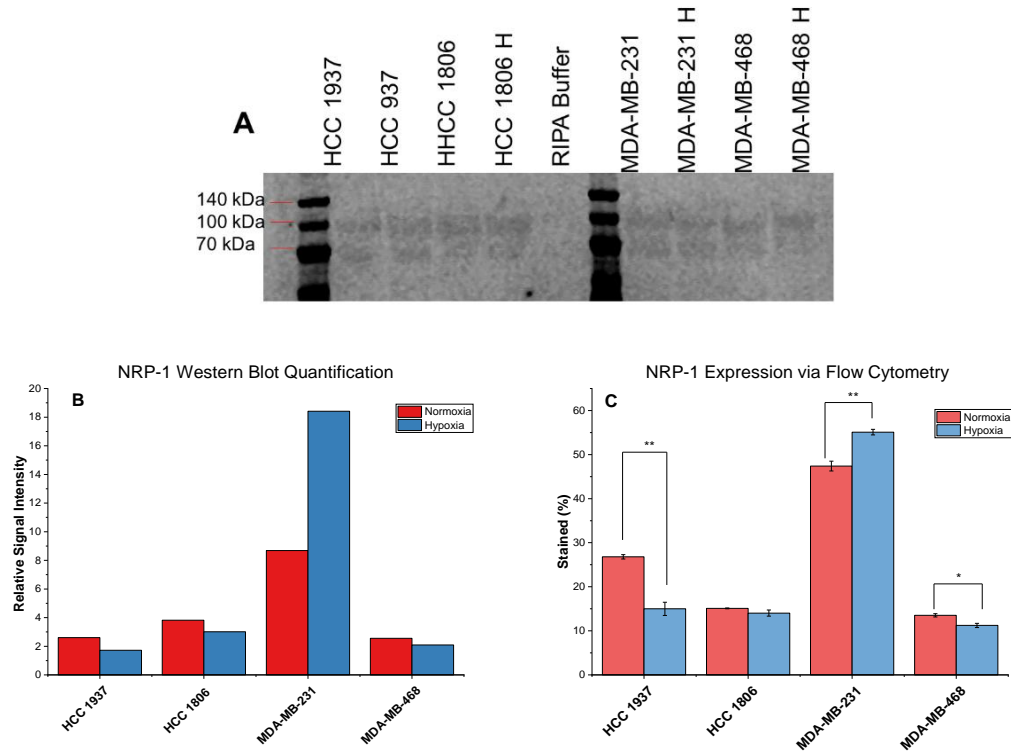 A
HCC 1937
HCC 937
HHCC 1806
HCC 1806 H
RIPA Buffer
MDA-MB-231
MDA-MB-231 H
MDA-MB-468
MDA-MB-468 H
140 kDa
100 kDa
70 kDa
NRP-1 Western Blot Quantification
B
Normoxia
Hypoxia
Relative Signal Intensity
20
18
16
14
12
10
8
6
4
2
0
HCC 1937
HCC 1806
MDA-MB-231
MDA-MB-468
NRP-1 Expression via Flow Cytometry
C
Normoxia
Hypoxia
Stained (%)
60
50
40
30
20
10
0
**
**
*
HCC 1937
HCC 1806
MDA-MB-231
MDA-MB-468